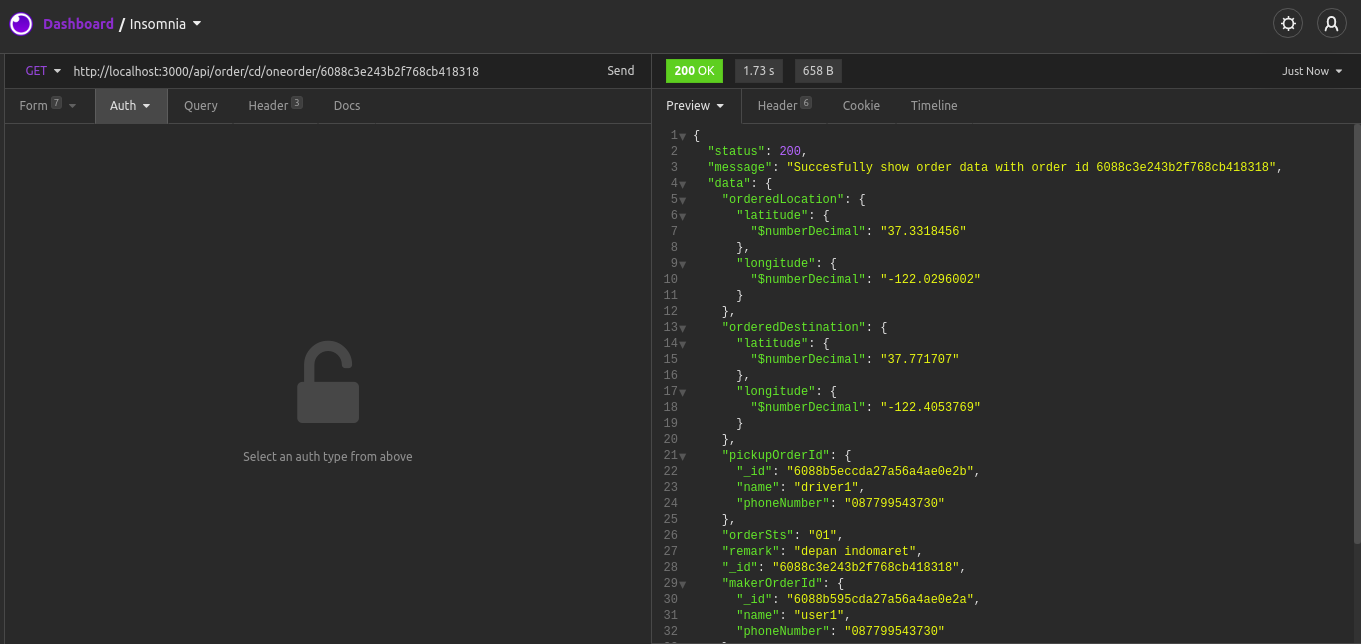 Dashboard / Insomnia
GET http://localhost:3000/api/order/cd/oneorder/6088c3e243b2f768cb418318 Send
200 OK 1.73 s 658 B Just Now
Form 7 Auth Query Header 3 Docs
Preview Header 6 Cookie Timeline
Select an auth type from above
1 {
2 "status": 200,
3 "message": "Succesfully show order data with order id 6088c3e243b2f768cb418318",
4 "data": {
5 "orderedLocation": {
6 "latitude": {
7 "$numberDecimal": "37.3318456"
8 },
9 "longitude": {
10 "$numberDecimal": "-122.0296002"
11 }
12 },
13 "orderedDestination": {
14 "latitude": {
15 "$numberDecimal": "37.771707"
16 },
17 "longitude": {
18 "$numberDecimal": "-122.4053769"
19 }
20 },
21 "pickupOrderId": {
22 "_id": "6088b5eccda27a56a4ae0e2b",
23 "name": "driver1",
24 "phoneNumber": "087799543730"
25 },
26 "orderSts": "01",
27 "remark": "depan indomaret",
28 "_id": "6088c3e243b2f768cb418318",
29 "makerOrderId": {
30 "_id": "6088b595cda27a56a4ae0e2a",
31 "name": "user1",
32 "phoneNumber": "087799543730"